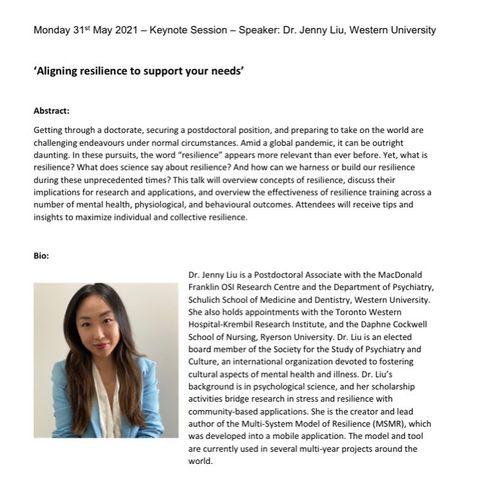 Monday 31st May 2021 – Keynote Session – Speaker: Dr. Jenny Liu, Western University
‘Aligning resilience to support your needs’
Abstract:
Getting through a doctorate, securing a postdoctoral position, and preparing to take on the world are
challenging endeavours under normal circumstances. Amid a global pandemic, it can be outright
daunting. In these pursuits, the word “resilience” appears more relevant than ever before. Yet, what is
resilience? What does science say about resilience? And how can we harness or build our resilience
during these unprecedented times? This talk will overview concepts of resilience, discuss their
implications for research and applications, and overview the effectiveness of resilience training across a
number of mental health, physiological, and behavioural outcomes. Attendees will receive tips and
insights to maximize individual and collective resilience.
Bio:
Dr. Jenny Liu is a Postdoctoral Associate with the MacDonald
Franklin OSI Research Centre and the Department of Psychiatry,
Schulich School of Medicine and Dentistry, Western University.
She also holds appointments with the Toronto Western
Hospital-Krembil Research Institute, and the Daphne Cockwell
School of Nursing, Ryerson University. Dr. Liu is an elected
board member of the Society for the Study of Psychiatry and
Culture, an international organization devoted to fostering
cultural aspects of mental health and illness. Dr. Liu’s
background is in psychological science, and her scholarship
activities bridge research in stress and resilience with
community-based applications. She is the creator and lead
author of the Multi-System Model of Resilience (MSMR), which
was developed into a mobile application. The model and tool
are currently used in several multi-year projects around the
world.